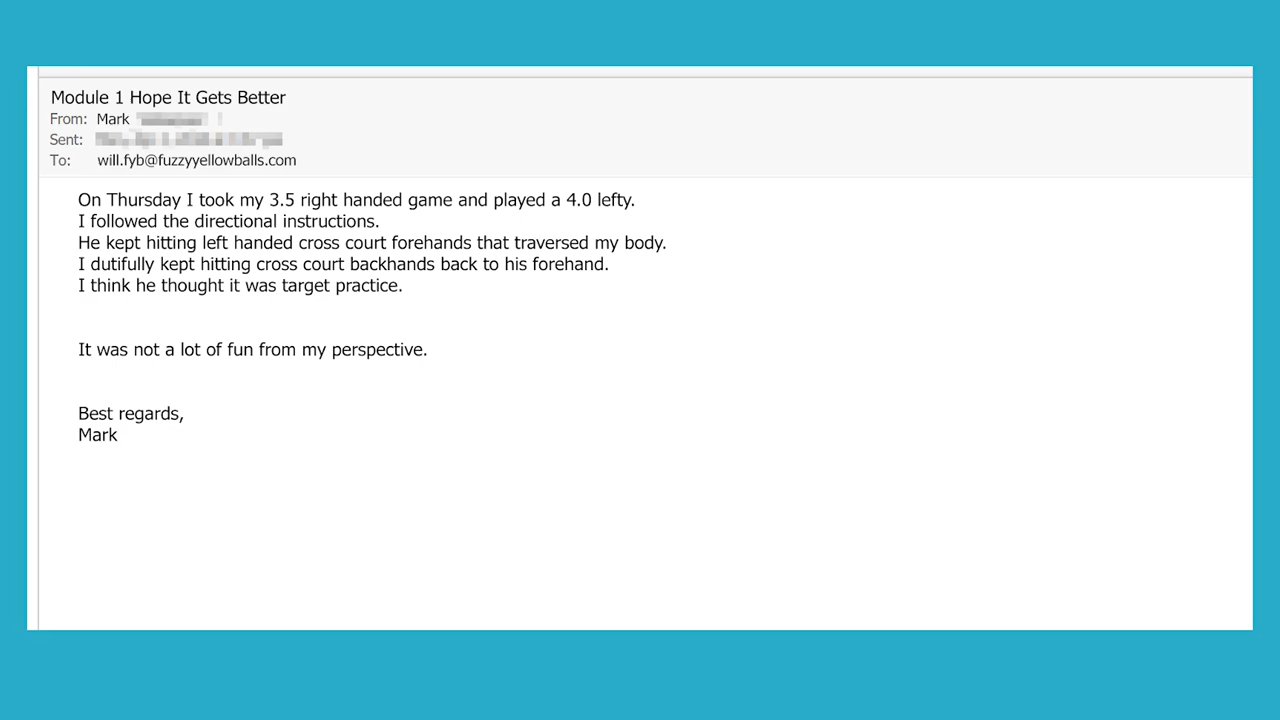 Module 1 Hope It Gets Better
From: Mark
Sent:
To: will.fyb@fuzzyyellowballs.com
On Thursday I took my 3.5 right handed game and played a 4.0 lefty.
I followed the directional instructions.
He kept hitting left handed cross court forehands that traversed my body.
I dutifully kept hitting cross court backhands back to his forehand.
I think he thought it was target practice.
It was not a lot of fun from my perspective.
Best regards,
Mark